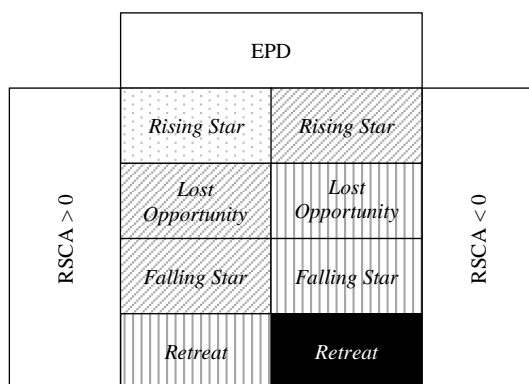 EPD
RSCA > 0
Rising Star
Rising Star
Lost
Opportunity
Lost
Opportunity
Falling Star
Falling Star
Retreat
Retreat
RSCA < 0